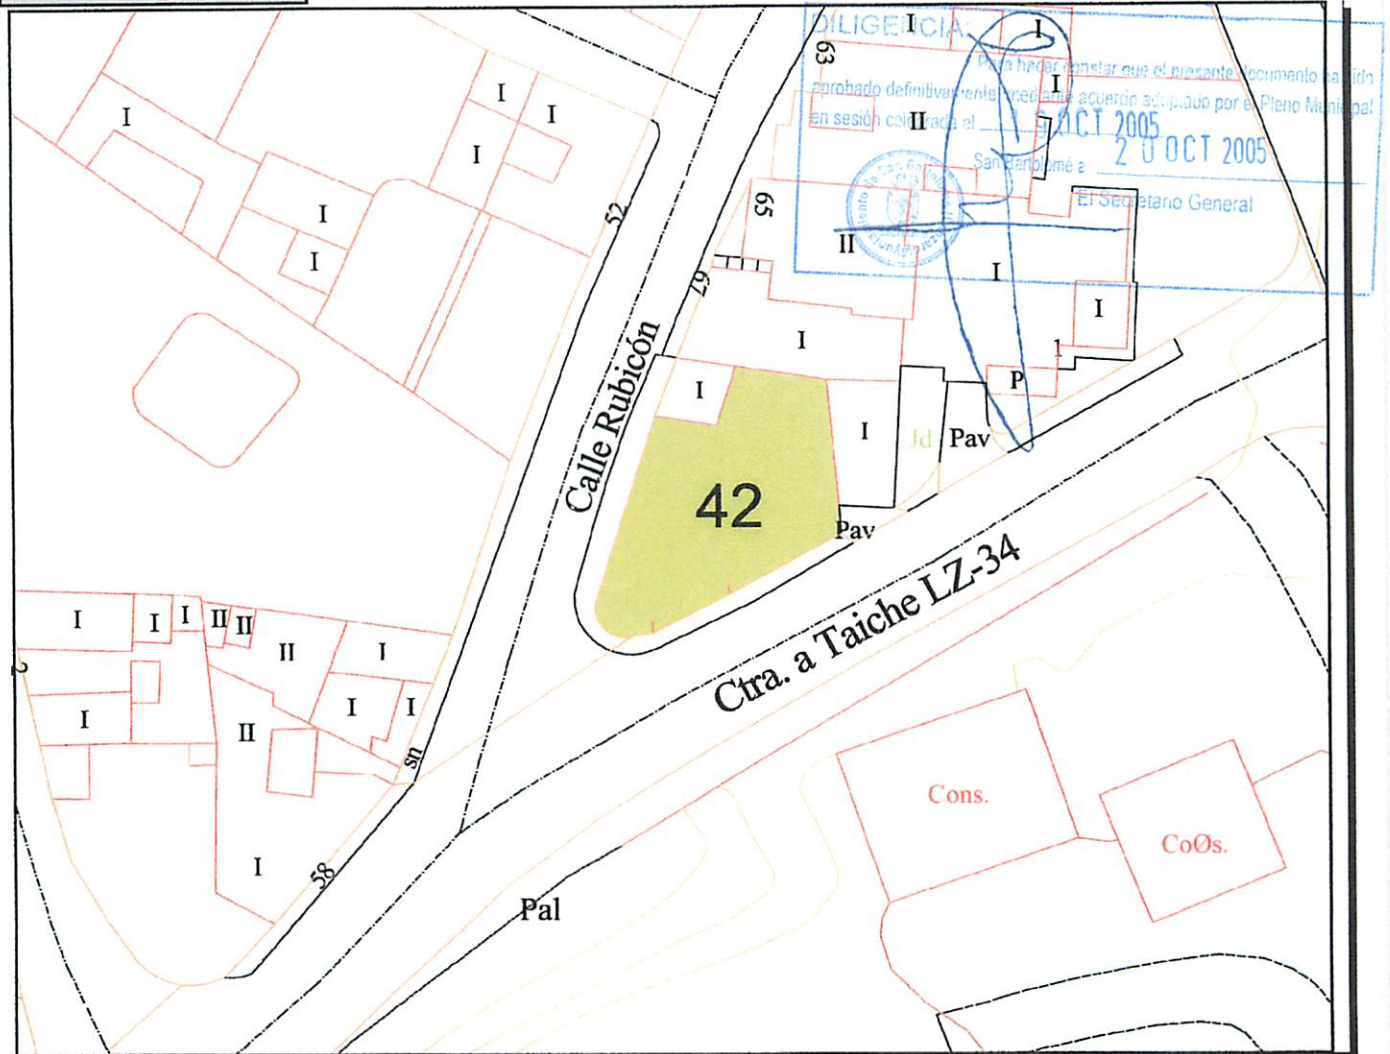 DILIGENCIA:
Para hacer constar que el presente documento ha sido
aprobado definitivamente mediante acuerdo adoptado por el Pleno Municipal
en sesión celebrada el 19 OCT 2005
San Bartolomé a 20 OCT 2005
El Secretario General
I
I
I
63
I
II
I
I
I
I
52
65
I
I
II
I
67
I
I
1
P
I
I
Jd
Pav
Calle Rubicón
42
Pav
Ctra. a Taiche LZ-34
I
I
I
II
II
II
I
2
I
I
I
II
sn
I
58
Pal
Cons.
CoØs.